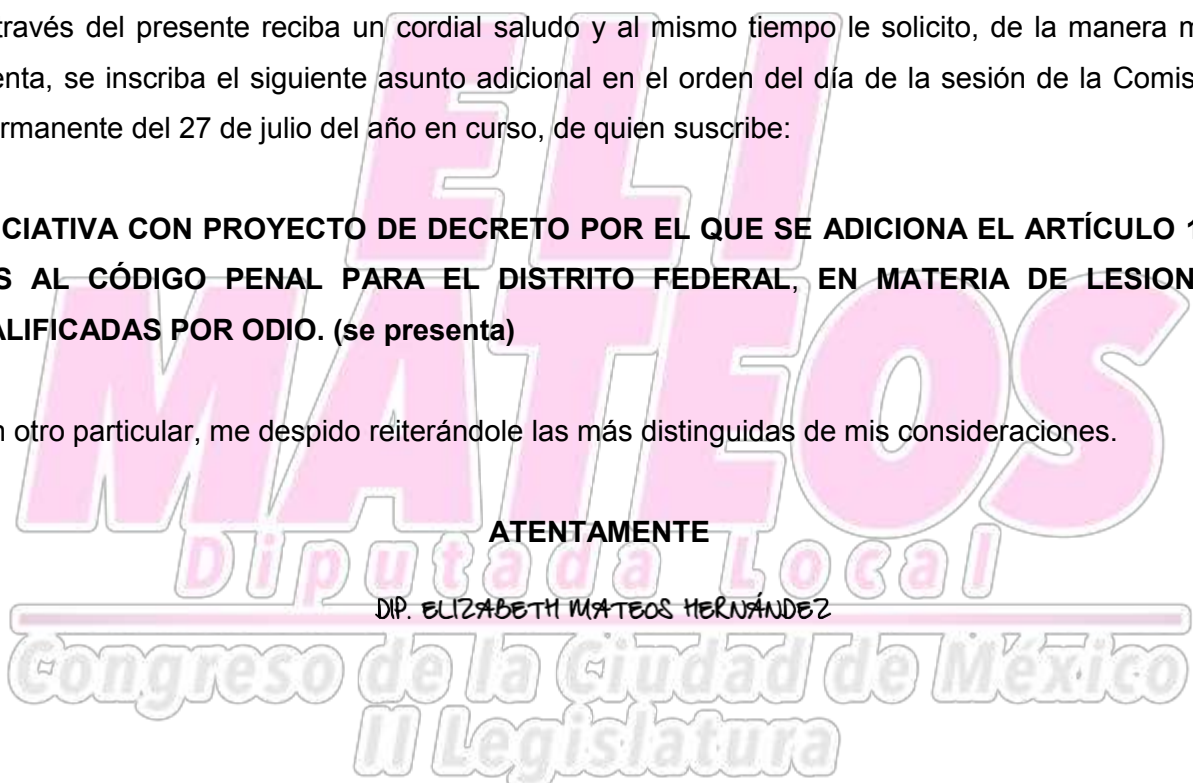 través del presente reciba un cordial saludo y al mismo tiempo le solicito, de la manera
enta, se inscriba el siguiente asunto adicional en el orden del día de la sesión de la Comis
rmanente del 27 de julio del año en curso, de quien suscribe:
CIATIVA CON PROYECTO DE DECRETO POR EL QUE SE ADICIONA EL ARTÍCULO 1
S AL CÓDIGO PENAL PARA EL DISTRITO FEDERAL, EN MATERIA DE LESION
ALIFICADAS POR ODIO. (se presenta)
n otro particular, me despido reiterándole las más distinguidas de mis consideraciones.
ATENTAMENTE
DIP. ELIZABETH MATEOS HERNÁNDEZ
ELI
MATEOS
Diputada Local
Congreso de la Ciudad de México
II Legislatura